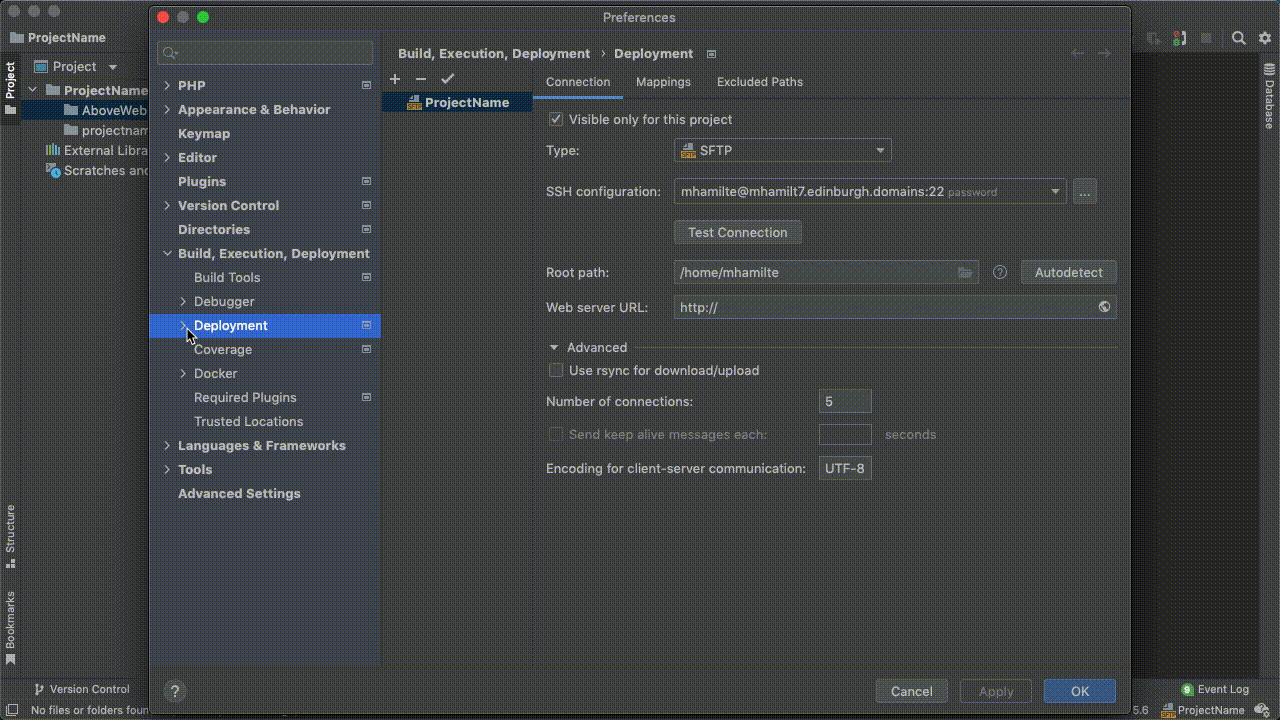 Preferences
ProjectName
Project
Project
ProjectName
AboveWeb
projectnam
External Libra
Scratches and
Structure
Bookmarks
PHP
Appearance & Behavior
Keymap
Editor
Plugins
Version Control
Directories
Build, Execution, Deployment
Build Tools
Debugger
Deployment
Coverage
Docker
Required Plugins
Trusted Locations
Languages & Frameworks
Tools
Advanced Settings
Build, Execution, Deployment › Deployment
ProjectName
Connection Mappings Excluded Paths
Visible only for this project
Type: SFTP
SSH configuration: mhamilte@mhamilt7.edinburgh.domains:22 password ...
Test Connection
Root path: /home/mhamilte ? Autodetect
Web server URL: http://
Advanced
Use rsync for download/upload
Number of connections: 5
Send keep alive messages each: seconds
Encoding for client-server communication: UTF-8
? Cancel Apply OK
Database
Version Control
9 Event Log
No files or folders foun
5.6 SFTP ProjectName